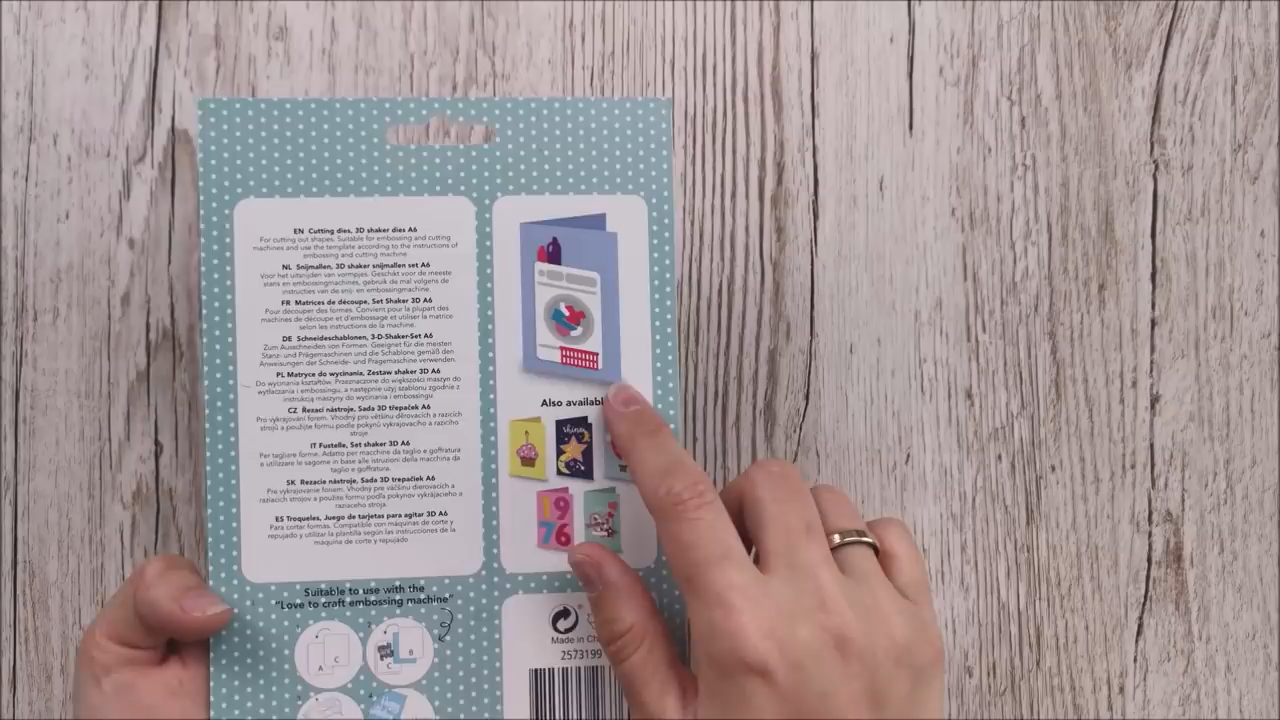 EN Cutting dies, 3D shaker dies A6
For cutting out shapes. Suitable for embossing and cutting
machines and use the template according to the instructions of
embossing and cutting machine
NL Snijmallen, 3D shaker snijmallen set A6
Voor het uitsnijden van vormpjes. Geschikt voor de meeste
stans en embossingmachines, gebruik de mal volgens de
instructies van de snij- en embossingmachine.
FR Matrices de découpe, Set Shaker 3D A6
Pour découper des formes. Convient pour la plupart des
machines de découpe et d'embossage et utiliser la matrice
selon les instructions de la machine.
DE Schneideschablonen, 3-D-Shaker-Set A6
Zum Ausschneiden von Formen. Geeignet für die meisten
Stanz- und Prägemaschinen und die Schablone gemäß den
Anweisungen der Schneide- und Prägemaschine verwenden.
PL Matryce do wycinania, Zestaw shaker 3D A6
Do wycinania kształtów. Przeznaczone do większości maszyn do
wytłaczania i embossingu, a następnie użyj szablonu zgodnie z
instrukcją maszyny do wycinania i embossingu
CZ Řezací nástroje, Sada 3D třepaček A6
Pro vykrajování forem. Vhodný pro většinu děrovacích a razicích
strojů a použijte formu podle pokynů vykrajovacího a razicího
stroje
IT Fustelle, Set shaker 3D A6
Per tagliare forme. Adatto per macchine da taglio e goffratura
e utilizzare le sagome in base alle istruzioni della macchina da
taglio e goffratura.
SK Rezacie nástroje, Sada 3D trepačiek A6
Pre vykrajovanie foriem. Vhodný pre väčšinu dierovacích a
raziacich strojov a použite formu podľa pokynov vykrajacieho a
raziaceho stroja.
ES Troqueles, Juego de tarjetas para agitar 3D A6
Para cortar formas. Compatible con máquinas de corte y
repujado y utilizar la plantilla según las instrucciones de la
máquina de corte y repujado
Suitable to use with the
"Love to craft embossing machine"
1
2
A
C
B
C
3
4
Also availabl
Shine
19
76
Made in Ch
2573199